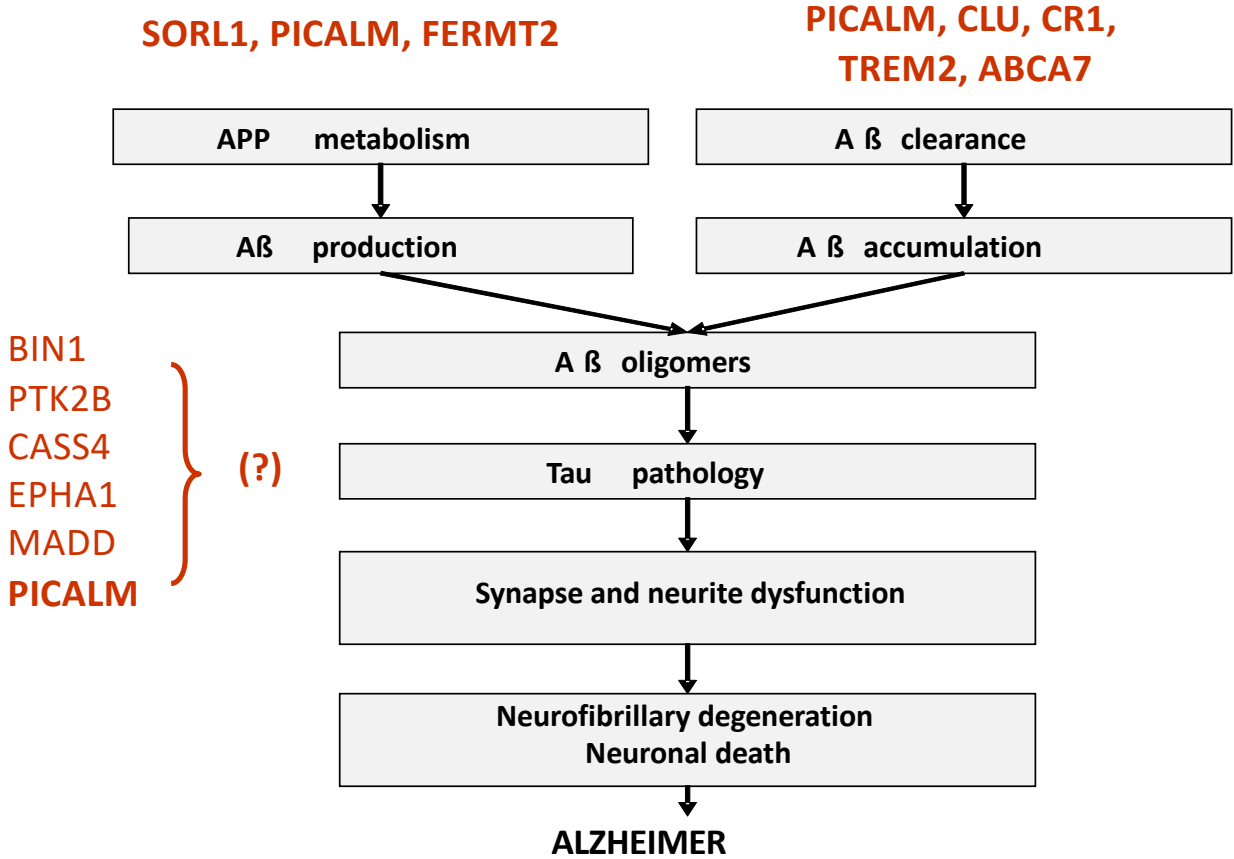 SORL1, PICALM, FERMT2
PICALM, CLU, CR1,
TREM2, ABCA7
APP metabolism
A ß clearance
Aß production
A ß accumulation
A ß oligomers
BIN1
PTK2B
CASS4
EPHA1
MADD
PICALM
(?)
Tau pathology
Synapse and neurite dysfunction
Neurofibrillary degeneration
Neuronal death
ALZHEIMER